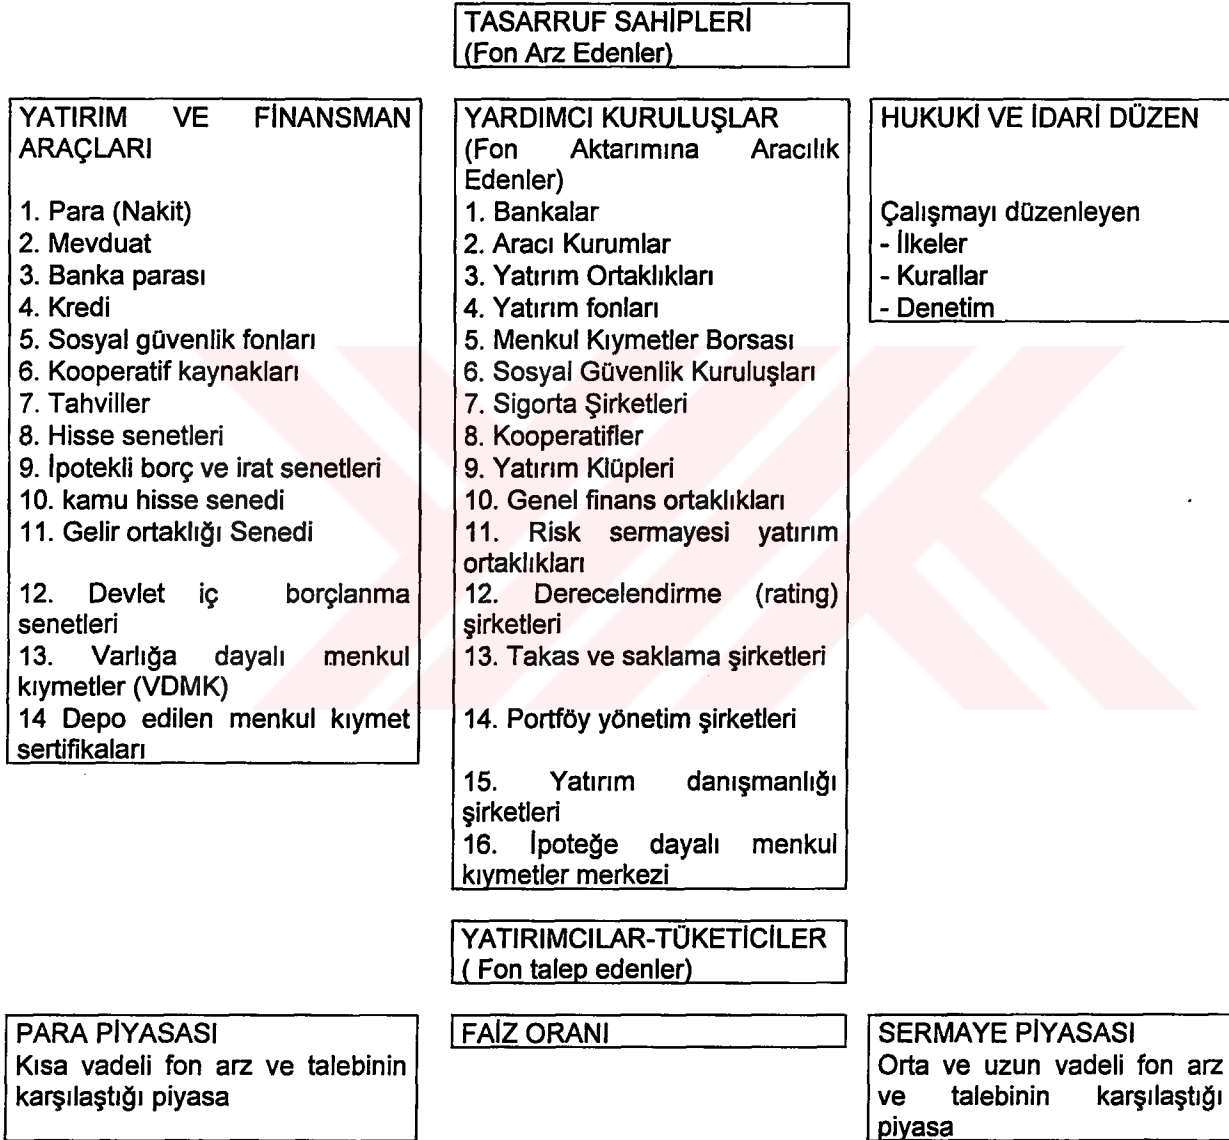 TASARRUF SAHİPLERİ
(Fon Arz Edenler)
YATIRIM VE FİNANSMAN
ARAÇLARI
1. Para (Nakit)
2. Mevduat
3. Banka parası
4. Kredi
5. Sosyal güvenlik fonları
6. Kooperatif kaynakları
7. Tahviller
8. Hisse senetleri
9. İpotekli borç ve irat senetleri
10. kamu hisse senedi
11. Gelir ortaklığı Senedi
12. Devlet iç borçlanma
senetleri
13. Varlığa dayalı menkul
kıymetler (VDMK)
14 Depo edilen menkul kıymet
sertifikaları
YARDIMCI KURULUŞLAR
(Fon Aktarımına Aracılık
Edenler)
1. Bankalar
2. Aracı Kurumlar
3. Yatırım Ortaklıkları
4. Yatırım fonları
5. Menkul Kıymetler Borsası
6. Sosyal Güvenlik Kuruluşları
7. Sigorta Şirketleri
8. Kooperatifler
9. Yatırım Klüpleri
10. Genel finans ortaklıkları
11. Risk sermayesi yatırım
ortaklıkları
12. Derecelendirme (rating)
şirketleri
13. Takas ve saklama şirketleri
14. Portföy yönetim şirketleri
15. Yatırım danışmanlığı
şirketleri
16. İpoteğe dayalı menkul
kıymetler merkezi
HUKUKİ VE İDARİ DÜZEN
Çalışmayı düzenleyen
- İlkeler
- Kurallar
- Denetim
YATIRIMCILAR-TÜKETİCİLER
( Fon talep edenler)
PARA PİYASASI
Kısa vadeli fon arz ve talebinin
karşılaştığı piyasa
FAİZ ORANI
SERMAYE PİYASASI
Orta ve uzun vadeli fon arz
ve talebinin karşılaştığı
piyasa